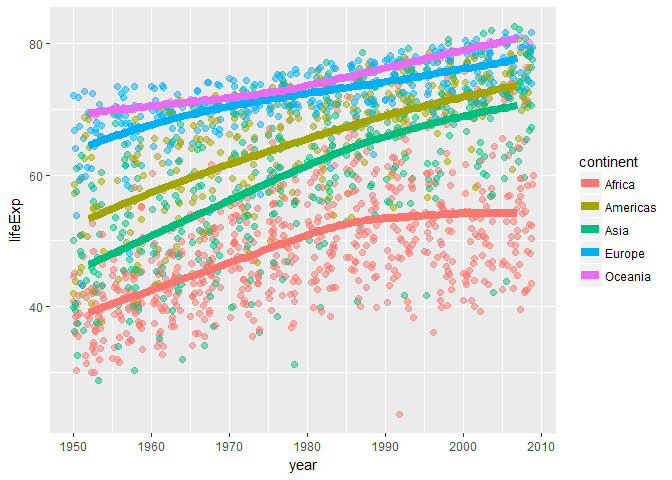 80
60
40
lifeExp
1950
1960
1970
1980
1990
2000
2010
year
continent
Africa
Americas
Asia
Europe
Oceania